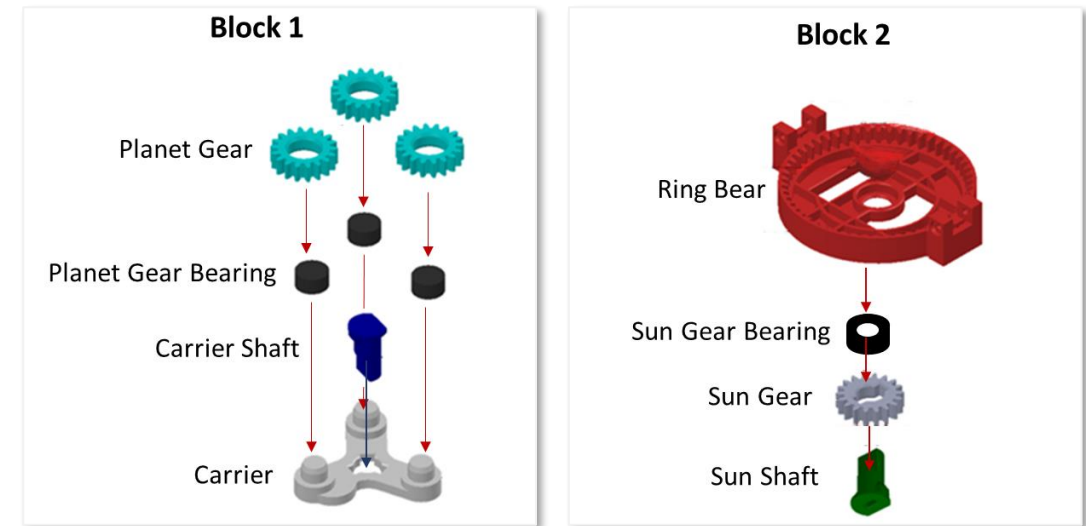 Block 1
Planet Gear
Planet Gear Bearing
Carrier Shaft
Carrier
Block 2
Ring Bear
Sun Gear Bearing
Sun Gear
Sun Shaft